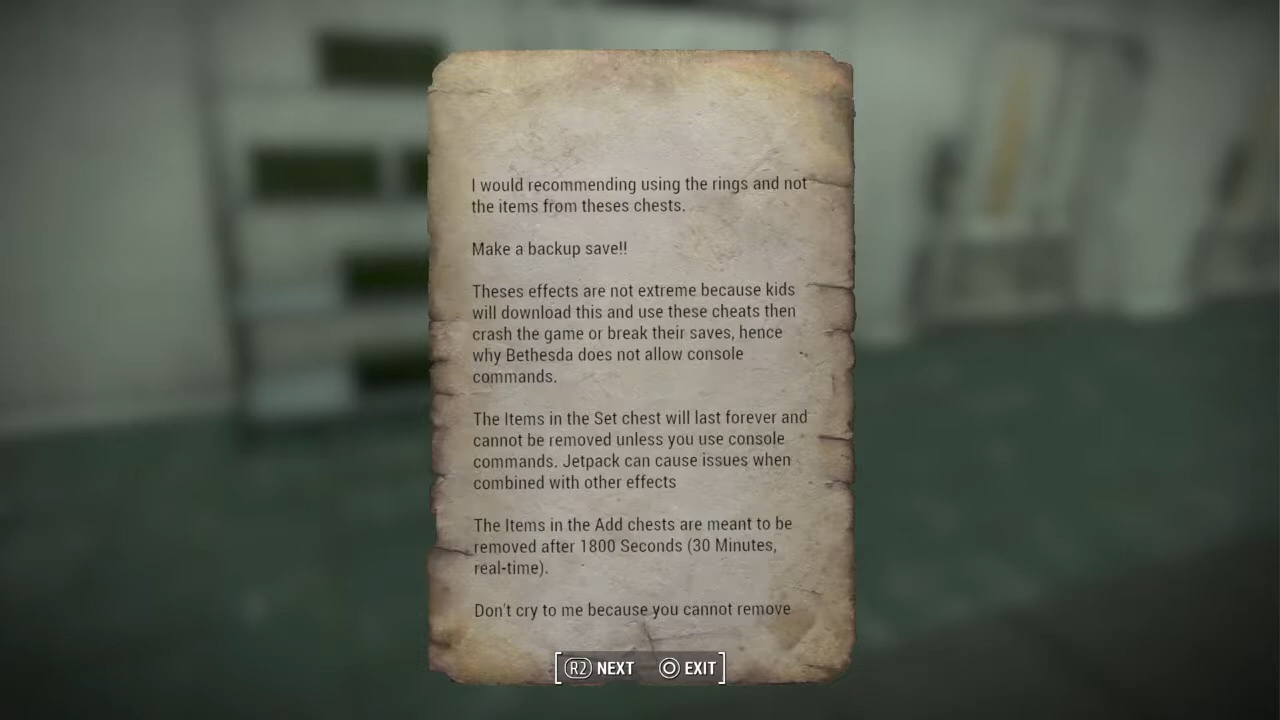 I would recommending using the rings and not
the items from theses chests.
Make a backup save!!
Theses effects are not extreme because kids
will download this and use these cheats then
crash the game or break their saves, hence
why Bethesda does not allow console
commands.
The Items in the Set chest will last forever and
cannot be removed unless you use console
commands. Jetpack can cause issues when
combined with other effects
The Items in the Add chests are meant to be
removed after 1800 Seconds (30 Minutes,
real-time).
Don't cry to me because you cannot remove
R2 NEXT EXIT